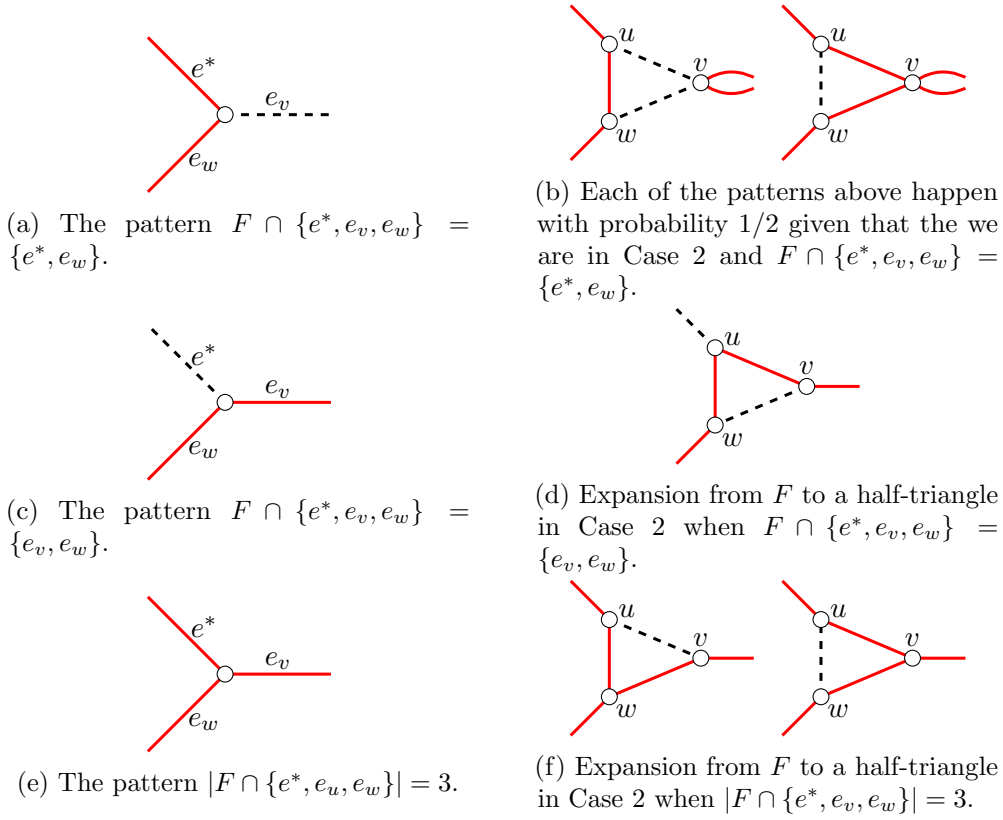 e*
e_v
e_w
(a) The pattern F ∩ {e*, e_v, e_w} =
{e*, e_w}.
u
v
w
u
v
w
(b) Each of the patterns above happen
with probability 1/2 given that the we
are in Case 2 and F ∩ {e*, e_v, e_w} =
{e*, e_w}.
e*
e_v
e_w
(c) The pattern F ∩ {e*, e_v, e_w} =
{e_v, e_w}.
u
v
w
(d) Expansion from F to a half-triangle
in Case 2 when F ∩ {e*, e_v, e_w} =
{e_v, e_w}.
e*
e_v
e_w
(e) The pattern |F ∩ {e*, e_u, e_w}| = 3.
u
v
w
u
v
w
(f) Expansion from F to a half-triangle
in Case 2 when |F ∩ {e*, e_v, e_w}| = 3.